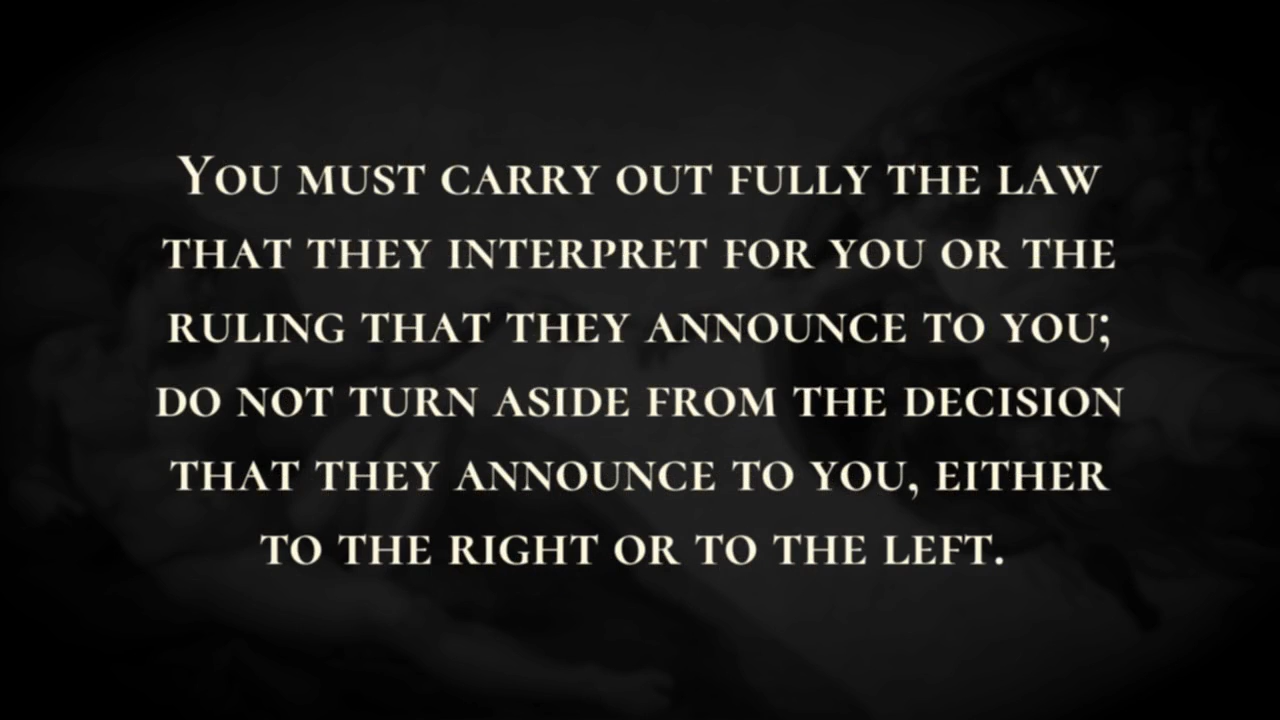 You must carry out fully the law
that they interpret for you or the
ruling that they announce to you;
do not turn aside from the decision
that they announce to you, either
to the right or to the left.